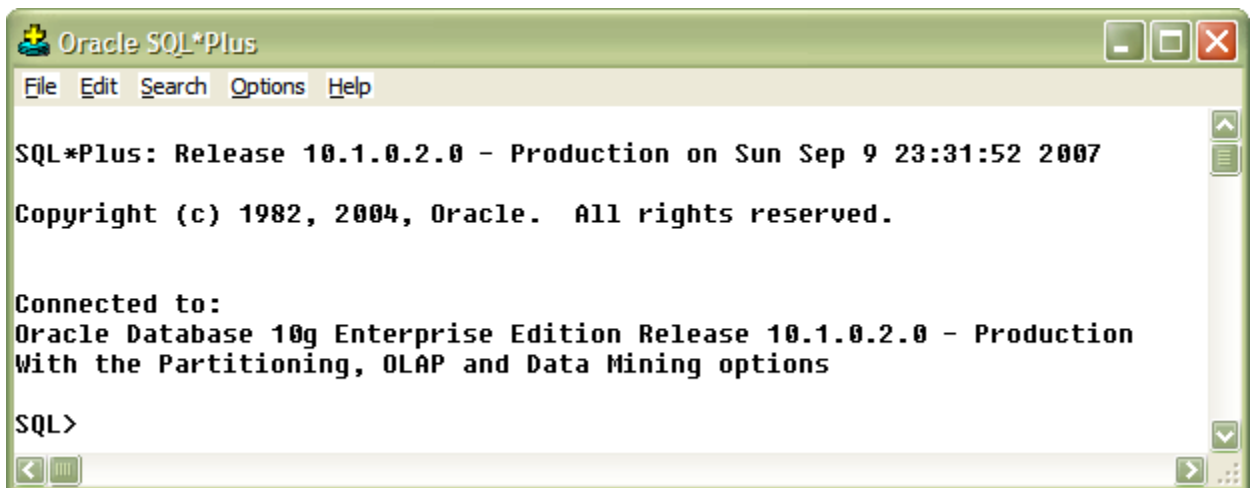 Oracle SQL*Plus
File Edit Search Options Help
SQL*Plus: Release 10.1.0.2.0 - Production on Sun Sep 9 23:31:52 2007
Copyright (c) 1982, 2004, Oracle.  All rights reserved.
Connected to:
Oracle Database 10g Enterprise Edition Release 10.1.0.2.0 - Production
With the Partitioning, OLAP and Data Mining options
SQL>